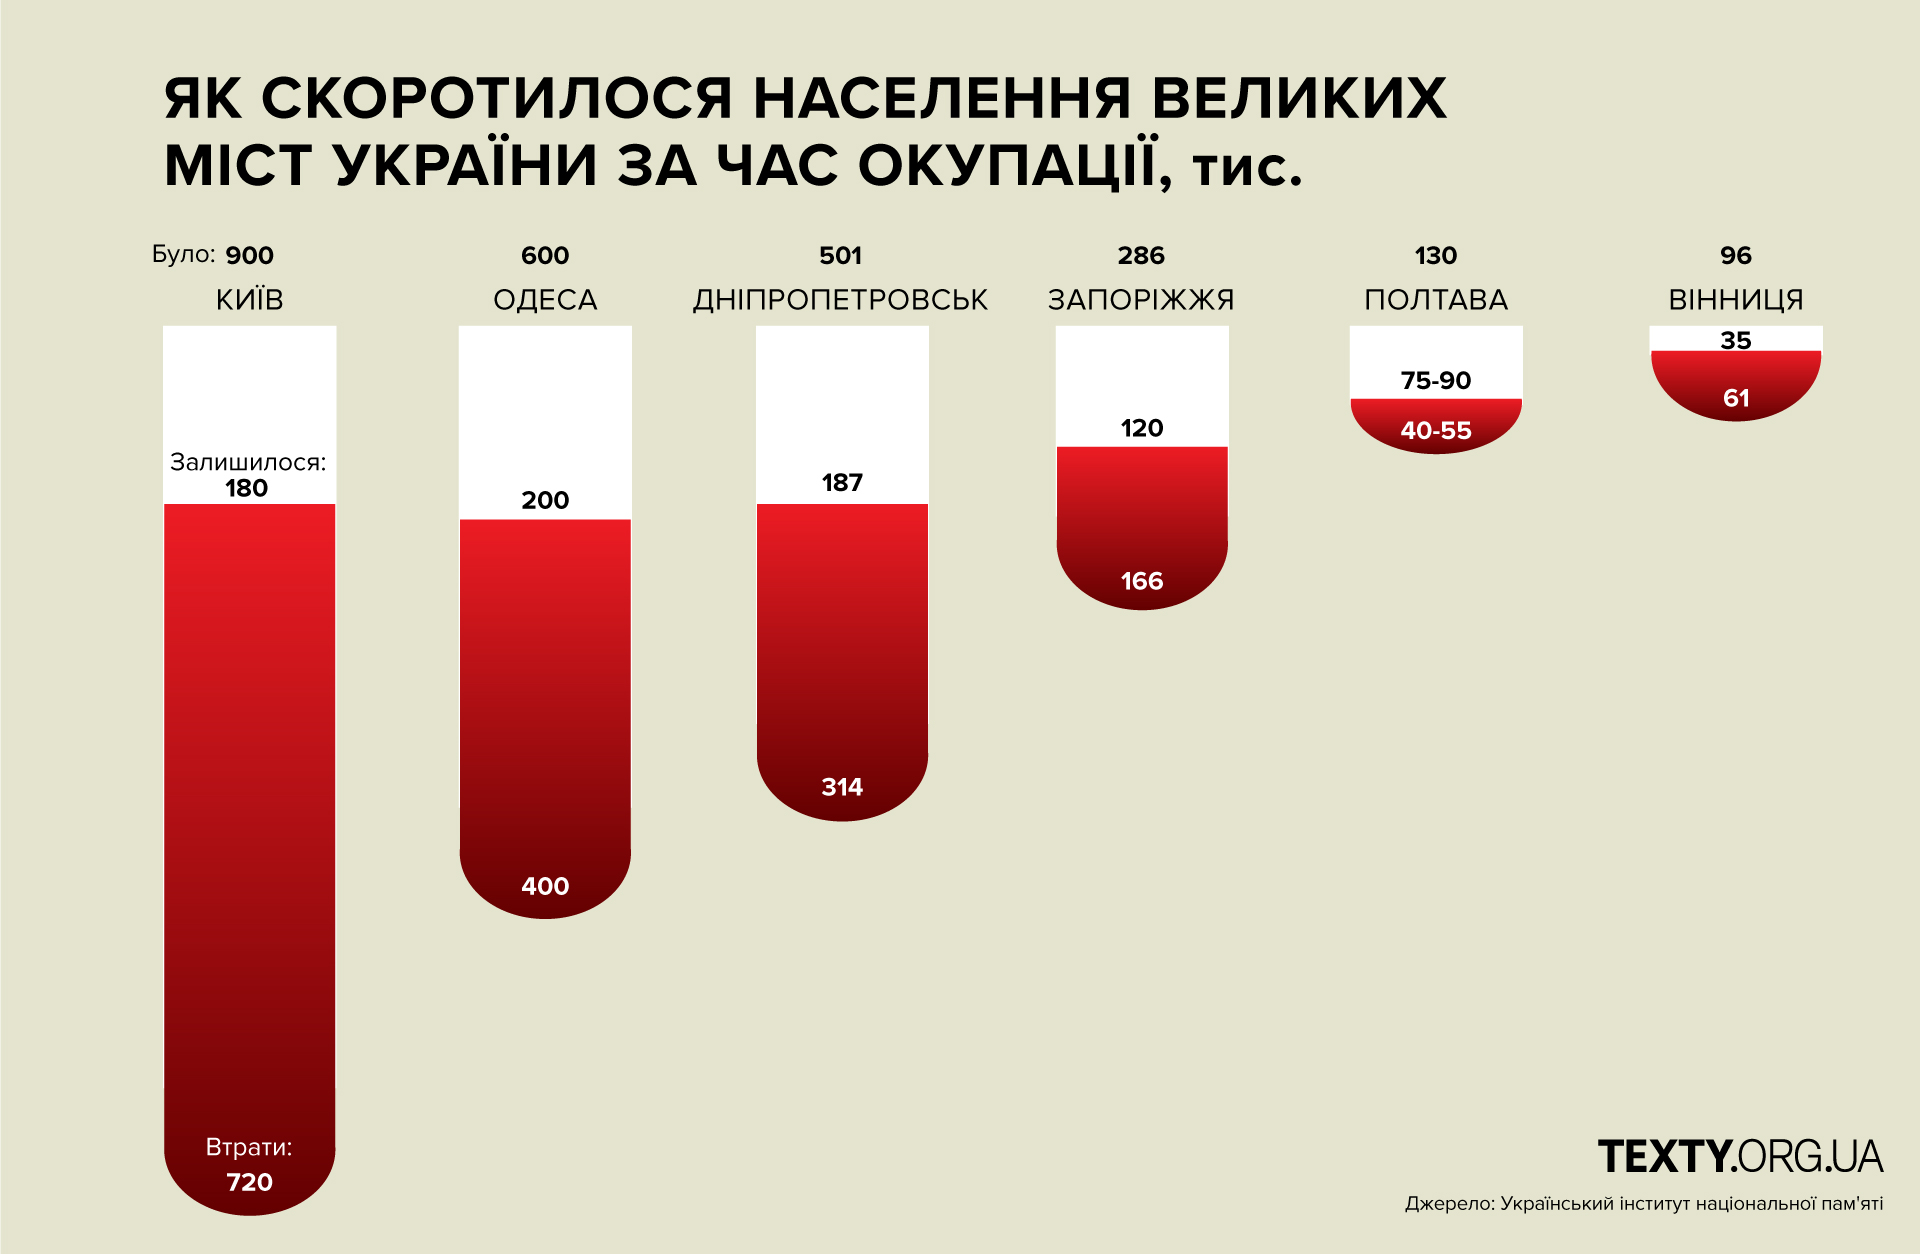 ЯК СКОРОТИЛОСЯ НАСЕЛЕННЯ ВЕЛИКИХ
МІСТ УКРАЇНИ ЗА ЧАС ОКУПАЦІЇ, тис.
Було: 900
КИЇВ
Залишилося:
180
Втрати:
720
600
ОДЕСА
200
400
501
ДНІПРОПЕТРОВСЬК
187
314
286
ЗАПОРІЖЖЯ
120
166
130
ПОЛТАВА
75-90
40-55
96
ВІННИЦЯ
35
61
TEXTY.ORG.UA
Джерело: Український інститут національної пам'яті